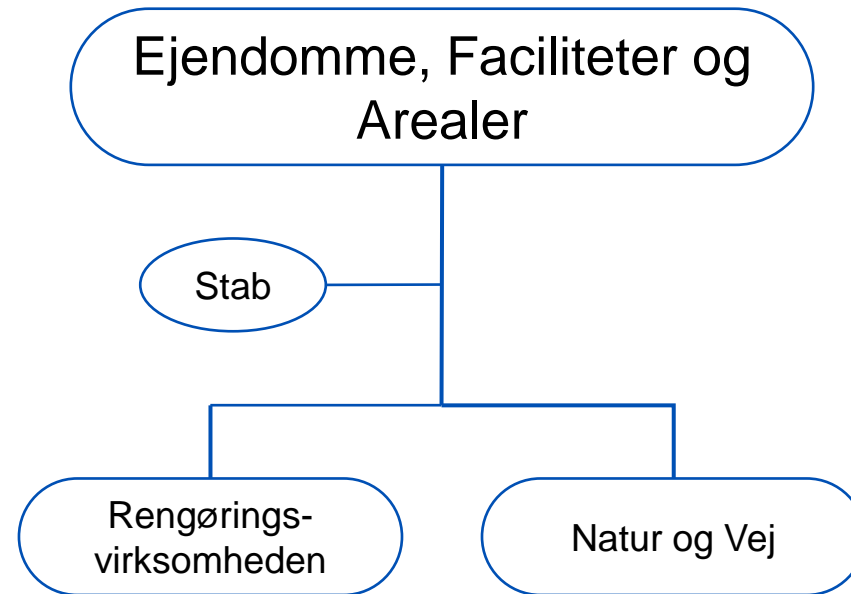 Ejendomme, Faciliteter og
Arealer
Stab
Rengørings-
virksomheden
Natur og Vej